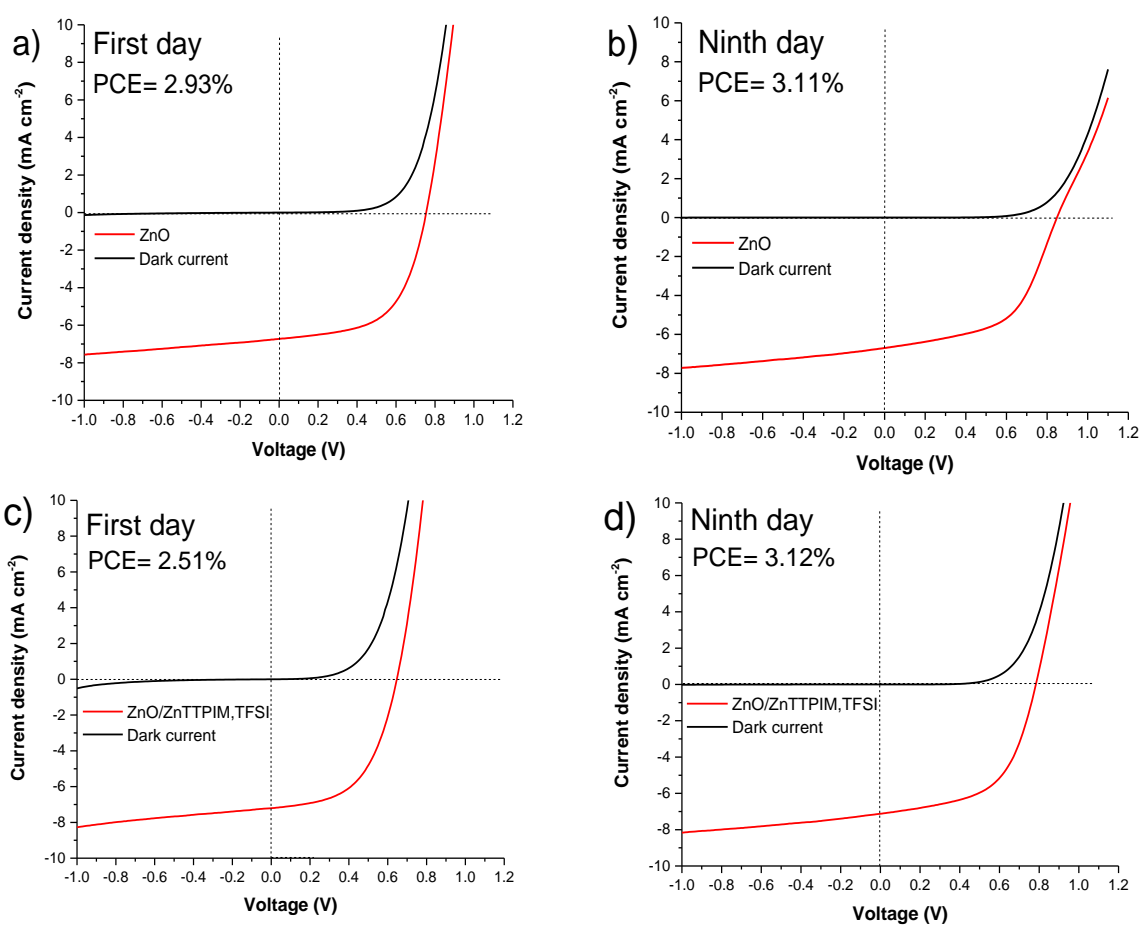 a)
First day
PCE= 2.93%
10
8
6
4
2
0
-2
-4
-6
-8
-10
Current density (mA cm-2)
ZnO
Dark current
-1.0 -0.8 -0.6 -0.4 -0.2 0.0 0.2 0.4 0.6 0.8 1.0 1.2
Voltage (V)
b)
Ninth day
PCE= 3.11%
10
8
6
4
2
0
-2
-4
-6
-8
-10
Current density (mA cm-2)
ZnO
Dark current
-1.0 -0.8 -0.6 -0.4 -0.2 0.0 0.2 0.4 0.6 0.8 1.0 1.2
Voltage (V)
c)
First day
PCE= 2.51%
10
8
6
4
2
0
-2
-4
-6
-8
-10
Current density (mA cm-2)
ZnO/ZnTTPIM,TFSI
Dark current
-1.0 -0.8 -0.6 -0.4 -0.2 0.0 0.2 0.4 0.6 0.8 1.0 1.2
Voltage (V)
d)
Ninth day
PCE= 3.12%
10
8
6
4
2
0
-2
-4
-6
-8
-10
Current density (mA cm-2)
ZnO/ZnTTPIM,TFSI
Dark current
-1.0 -0.8 -0.6 -0.4 -0.2 0.0 0.2 0.4 0.6 0.8 1.0 1.2
Voltage (V)